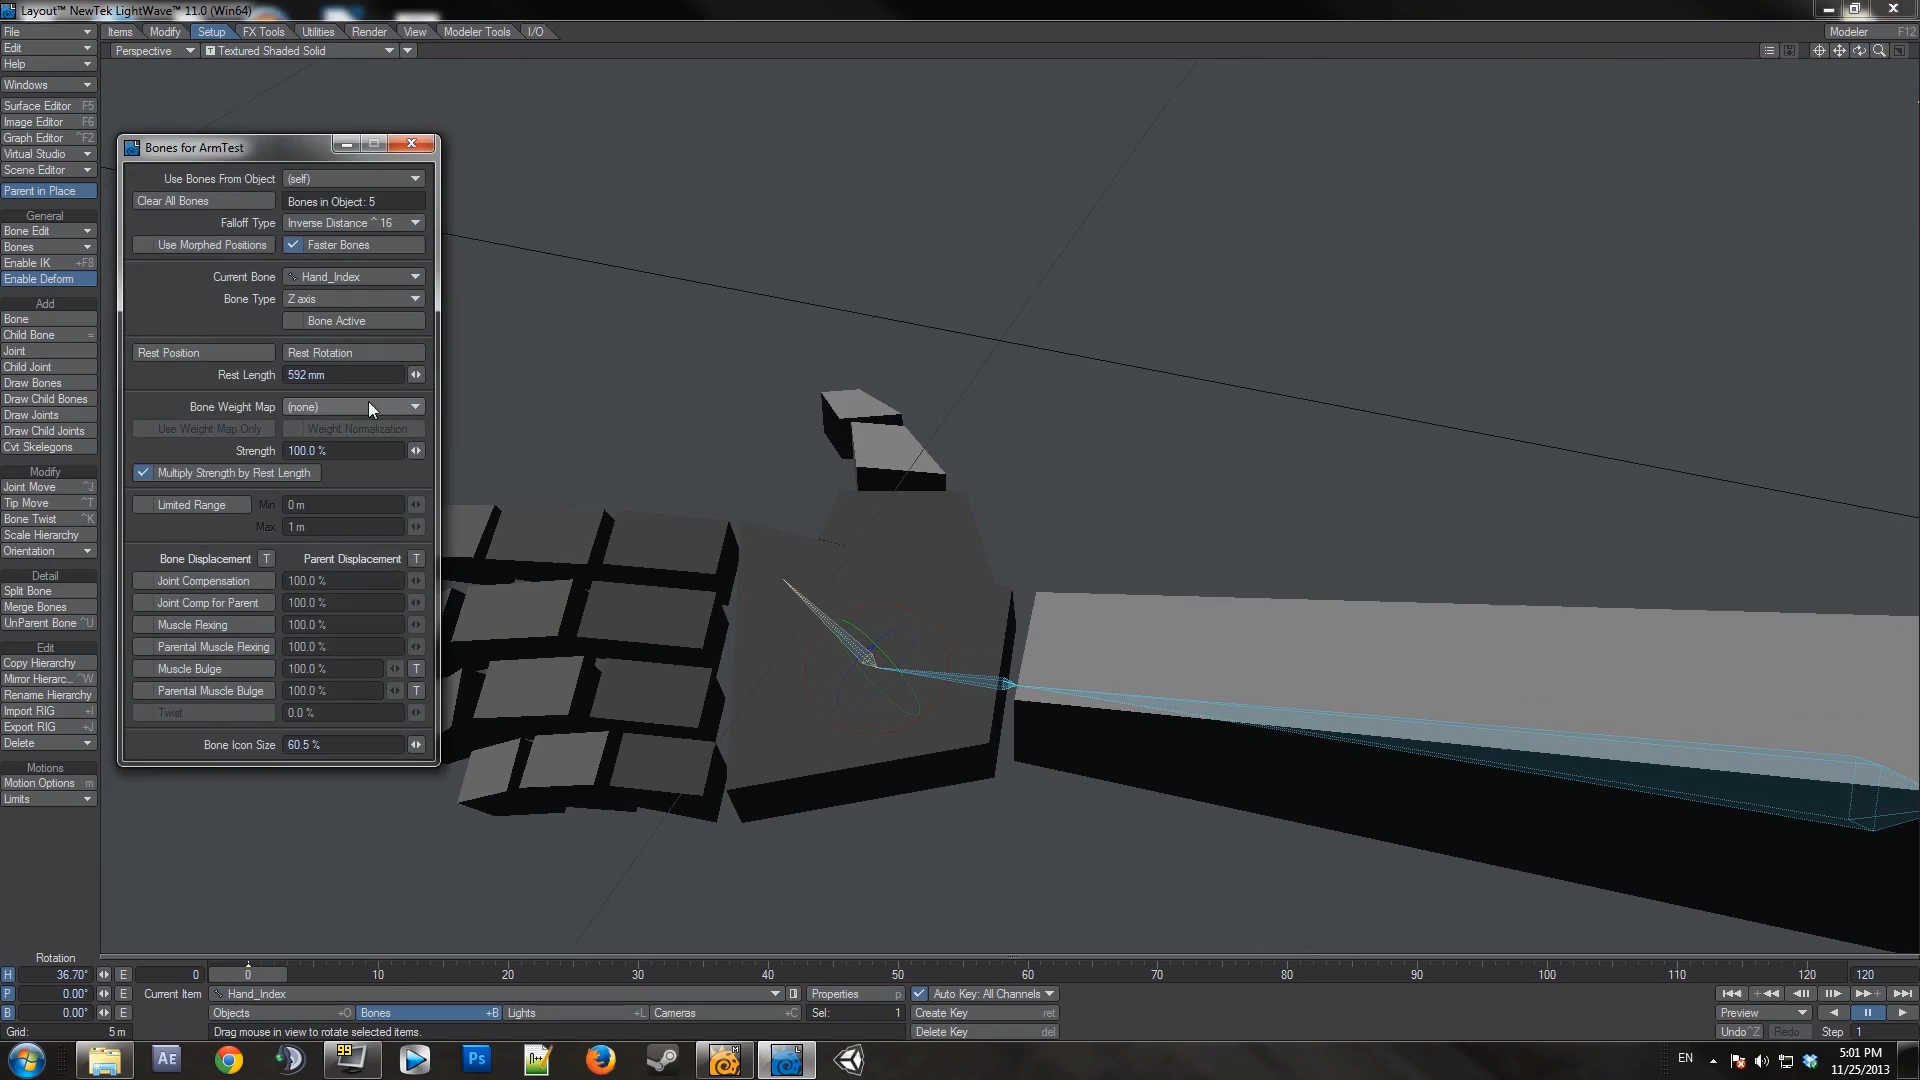 Layout™ NewTek LightWave™ 11.0 (Win64)
File Items Modify Setup FX Tools Utilities Render View Modeler Tools I/O Modeler F12
Edit Perspective T Textured Shaded Solid
Help
Windows
Surface Editor F5
Image Editor F6
Graph Editor ^F2
Virtual Studio
Scene Editor
Parent in Place
General
Bone Edit
Bones
Enable IK +F8
Enable Deform
Add
Bone
Child Bone =
Joint
Child Joint
Draw Bones
Draw Child Bones
Draw Joints
Draw Child Joints
Cvt Skelegons
Modify
Joint Move ^J
Tip Move ^T
Bone Twist ^K
Scale Hierarchy
Orientation
Detail
Split Bone
Merge Bones
UnParent Bone ^U
Edit
Copy Hierarchy
Mirror Hierarc... ^W
Rename Hierarchy
Import RIG +I
Export RIG +J
Delete
Motions
Motion Options m
Limits
Bones for ArmTest
Use Bones From Object (self)
Clear All Bones Bones in Object: 5
Falloff Type Inverse Distance ^ 16
Use Morphed Positions Faster Bones
Current Bone Hand_Index
Bone Type Z axis
Bone Active
Rest Position Rest Rotation
Rest Length 592 mm
Bone Weight Map (none)
Use Weight Map Only Weight Normalization
Strength 100.0 %
Multiply Strength by Rest Length
Limited Range Min 0 m
Max 1 m
Bone Displacement T Parent Displacement T
Joint Compensation 100.0 %
Joint Comp for Parent 100.0 %
Muscle Flexing 100.0 %
Parental Muscle Flexing 100.0 %
Muscle Bulge 100.0 % T
Parental Muscle Bulge 100.0 % T
Twist 0.0 %
Bone Icon Size 60.5 %
Rotation
H 36.70° E 0 0 10 20 30 40 50 60 70 80 90 100 110 120 120
P 0.00° E Current Item Hand_Index Properties p Auto Key: All Channels
B 0.00° E Objects +O Bones +B Lights +L Cameras +C Sel: 1 Create Key ret Preview
Grid: 5 m Drag mouse in view to rotate selected items. Delete Key del Undo ^Z Redo Step 1
AE 99 Ps n++ M L EN 5:01 PM
11/25/2013